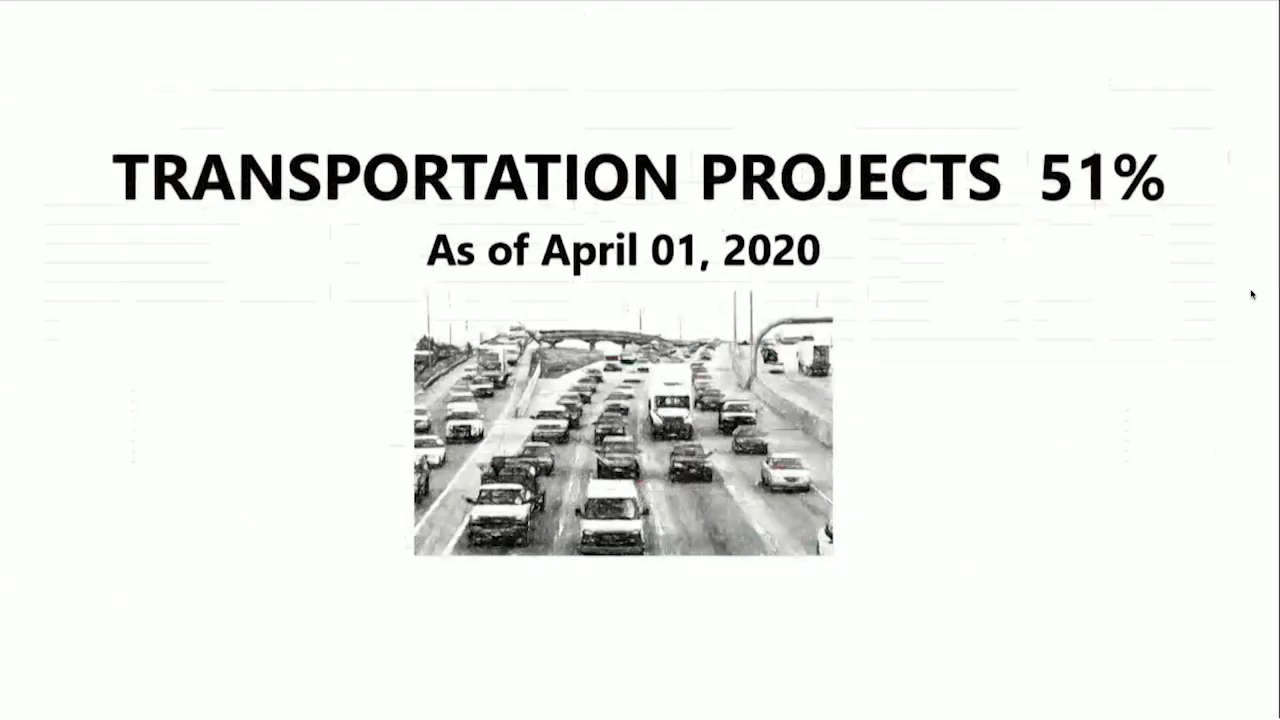 TRANSPORTATION PROJECTS 51%
As of April 01, 2020